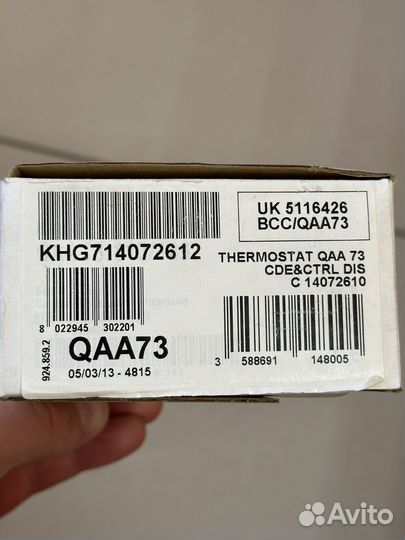 UK 5116426
BCC/QAA73
KHG714072612
THERMOSTAT QAA 73
CDE&CTRL DIS
C 14072610
8 022945 302201
924.859.2
QAA73
05/03/13 - 4815
3 588691 148005
Avito